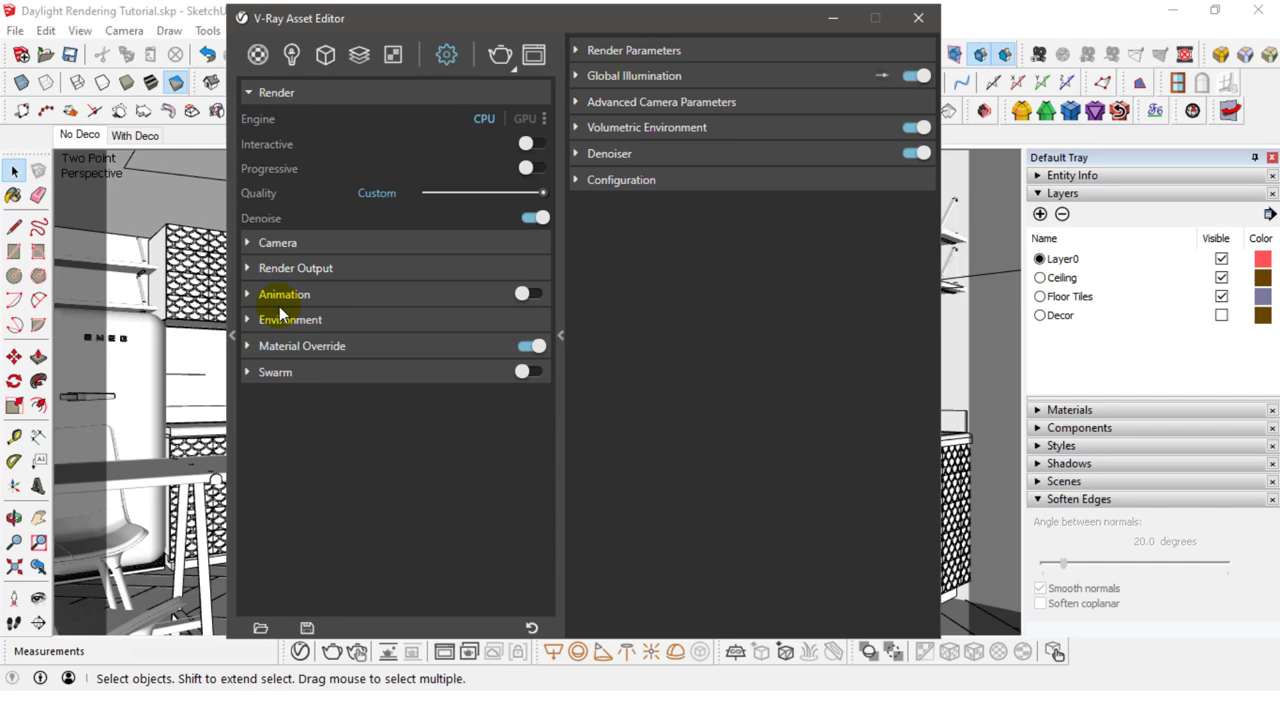 Daylight Rendering Tutorial.skp - SketchU
File Edit View Camera Draw Tools
No Deco With Deco
Two Point
Perspective
SMEG
Measurements
Select objects. Shift to extend select. Drag mouse to select multiple.
V-Ray Asset Editor
Render
Engine CPU GPU
Interactive
Progressive
Quality Custom
Denoise
Camera
Render Output
Animation
Environment
Material Override
Swarm
Render Parameters
Global Illumination
Advanced Camera Parameters
Volumetric Environment
Denoiser
Configuration
Default Tray
Entity Info
Layers
Name Visible Color
Layer0
Ceiling
Floor Tiles
Decor
Materials
Components
Styles
Shadows
Scenes
Soften Edges
Angle between normals:
20.0 degrees
Smooth normals
Soften coplanar